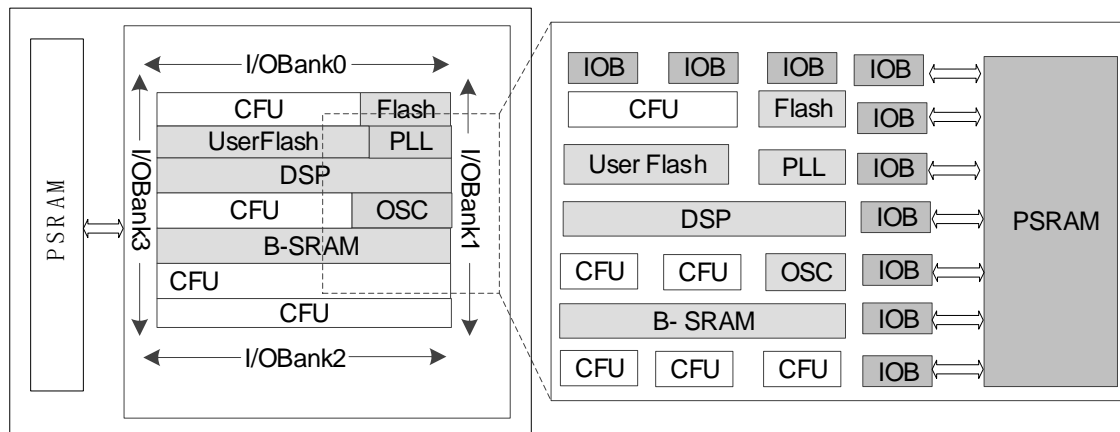 I/OBank0
PSRAM
I/OBank3
CFU Flash
UserFlash PLL
DSP
CFU OSC
B-SRAM
CFU
CFU
I/OBank1
I/OBank2
IOB IOB IOB IOB
CFU Flash IOB
User Flash PLL IOB
DSP IOB
CFU CFU OSC IOB
B- SRAM IOB
CFU CFU CFU IOB
PSRAM